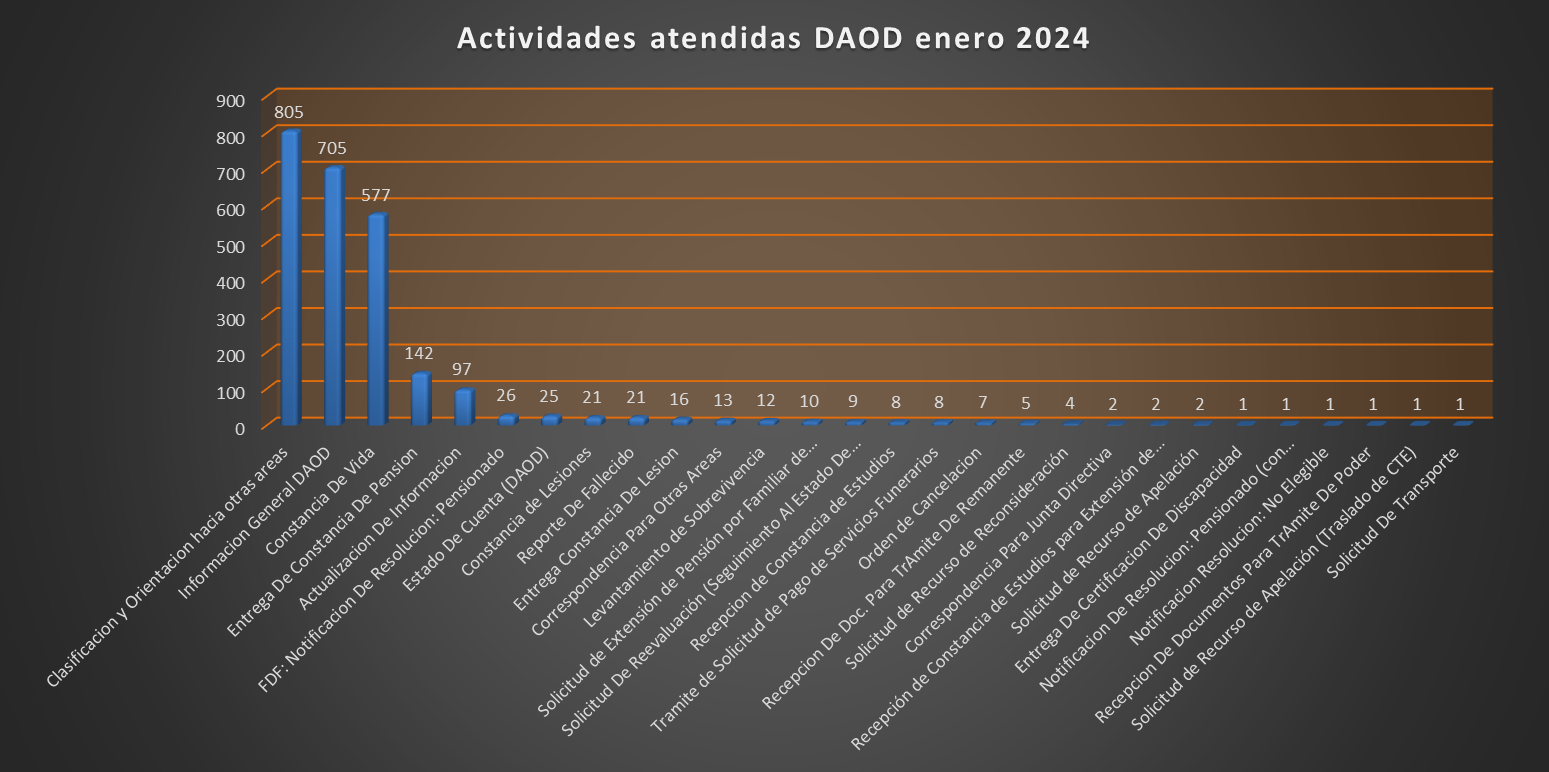 Actividades atendidas DAOD enero 2024
900
800
700
600
500
400
300
200
100
0
805
705
577
142
97
26
25
21
21
16
13
12
10
9
8
8
7
5
4
2
2
2
1
1
1
1
1
1
Clasificacion y Orientacion hacia otras areas
Informacion General DAOD
Constancia De Vida
Entrega De Constancia De Pension
Actualizacion De Informacion
FDF: Notificacion De Resolucion: Pensionado
Estado De Cuenta (DAOD)
Constancia de Lesiones
Reporte De Fallecido
Entrega Constancia De Lesion
Correspondencia Para Otras Areas
Levantamiento de Sobrevivencia
Solicitud de Extensión de Pensión por Familiar de...
Solicitud De Reevaluación (Seguimiento Al Estado De...
Recepcion de Constancia de Estudios
Tramite de Solicitud de Pago de Servicios Funerarios
Orden de Cancelacion
Recepcion De Doc. Para TrAmite De Remanente
Solicitud de Recurso de Reconsideración
Correspondencia Para Junta Directiva
Recepción de Constancia de Estudios para Extensión de...
Solicitud de Recurso de Apelación
Entrega De Certificacion De Discapacidad
Notificacion De Resolucion: Pensionado (con...
Notificacion Resolucion: No Elegible
Recepcion De Documentos Para TrAmite De Poder
Solicitud de Recurso de Apelación (Traslado de CTE)
Solicitud De Transporte